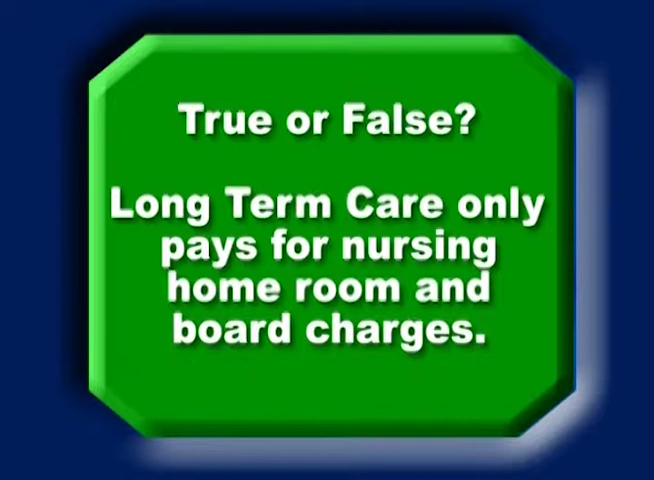 True or False?
Long Term Care only
pays for nursing
home room and
board charges.